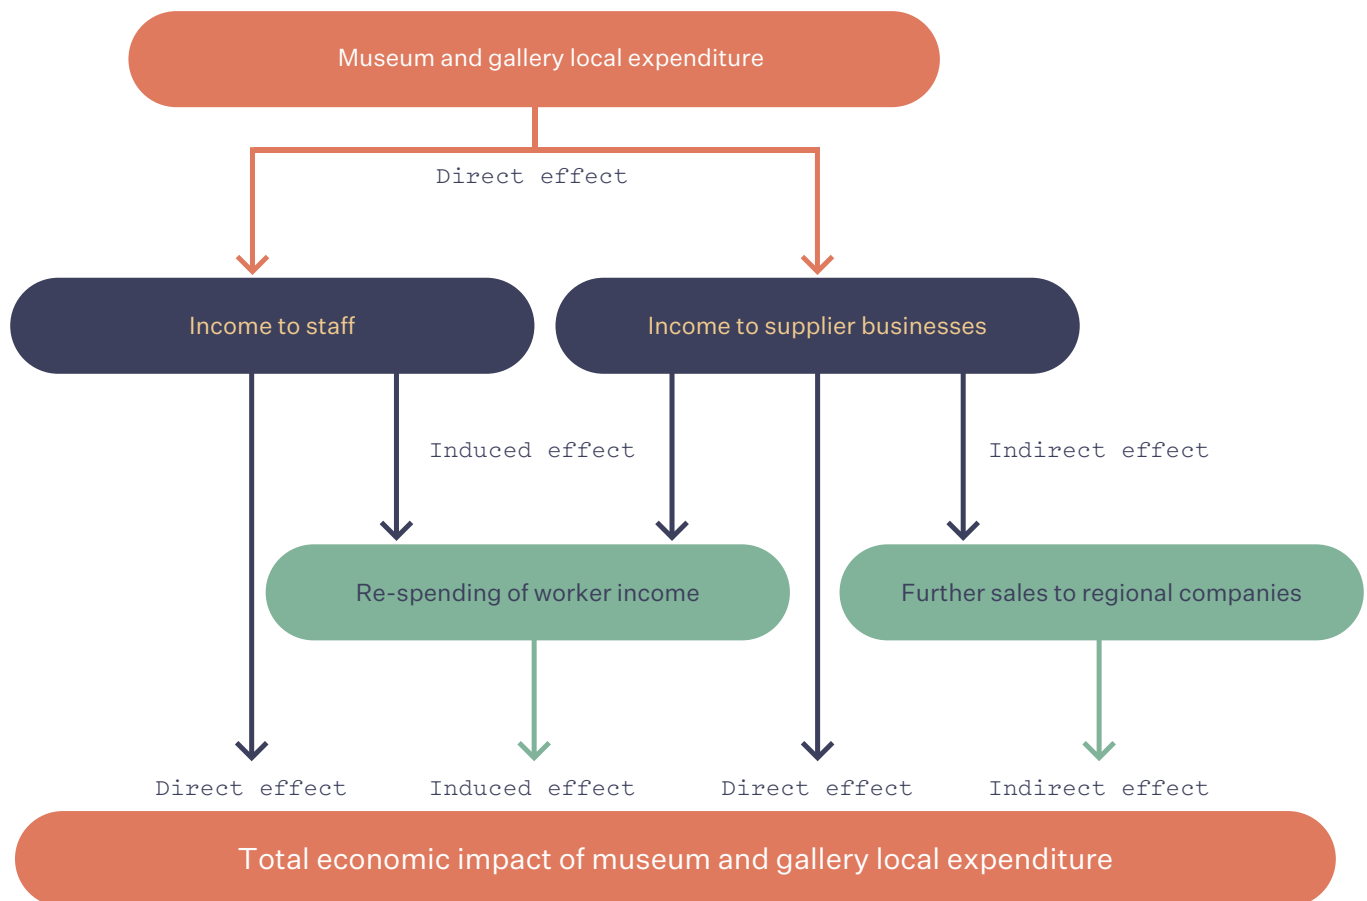 Museum and gallery local expenditure
Direct effect
Income to staff
Income to supplier businesses
Induced effect
Indirect effect
Re-spending of worker income
Further sales to regional companies
Direct effect
Induced effect
Direct effect
Indirect effect
Total economic impact of museum and gallery local expenditure